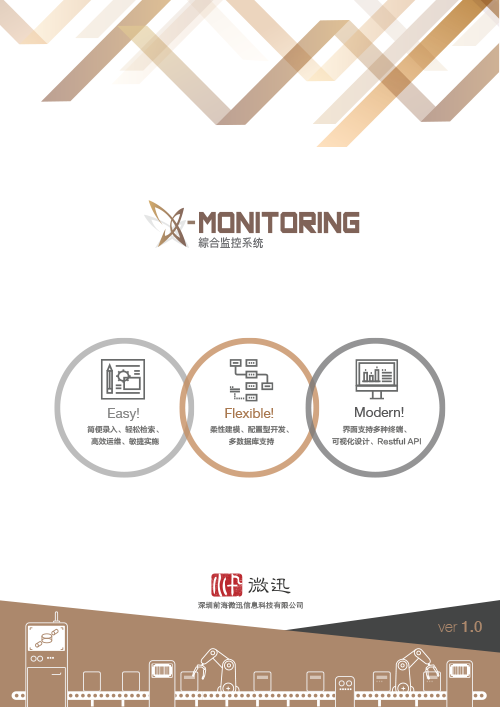 X-MONITORING
綜合监控系统
Easy!
简便录入、轻松检索、
高效运维、敏捷实施
Flexible!
柔性建模、配置型开发、
多数据库支持
Modern!
界面支持多种终端、
可视化设计、Restful API
微迅
深圳前海微迅信息科技有限公司
ver 1.0